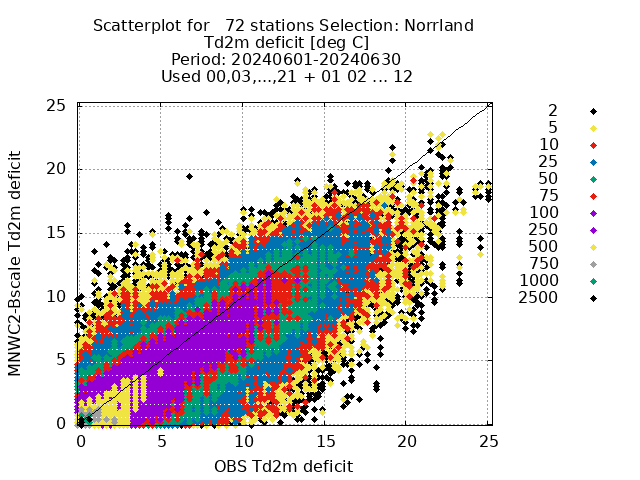 Scatterplot for   72 stations Selection: Norrland
Td2m deficit [deg C]
Period: 20240601-20240630
Used 00,03,...,21 + 01 02 ... 12
25
20
15
10
5
0
0 5 10 15 20 25
MNWC2-Bscale Td2m deficit
OBS Td2m deficit
2
5
10
25
50
75
100
250
500
750
1000
2500